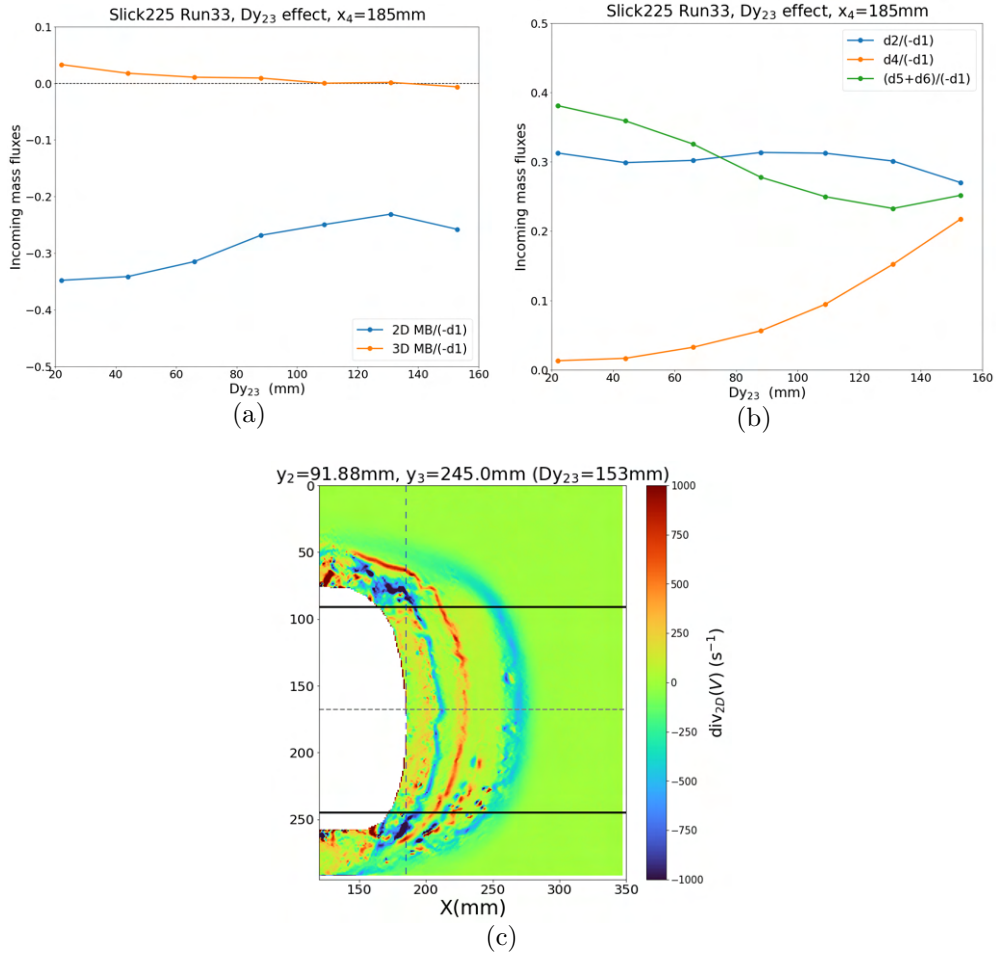 Slick225 Run33, Dy₂₃ effect, x₄=185mm
0.1
0.0
−0.1
−0.2
−0.3
−0.4
−0.5
Incoming mass fluxes
2D MB/(-d1)
3D MB/(-d1)
20 40 60 80 100 120 140 160
Dy₂₃ (mm)
(a)
Slick225 Run33, Dy₂₃ effect, x₄=185mm
0.5
0.4
0.3
0.2
0.1
0.0
Incoming mass fluxes
d2/(-d1)
d4/(-d1)
(d5+d6)/(-d1)
20 40 60 80 100 120 140 160
Dy₂₃ (mm)
(b)
y₂=91.88mm, y₃=245.0mm (Dy₂₃=153mm)
0
50
100
150
200
250
150 200 250 300 350
X(mm)
1000
750
500
250
0
−250
−500
−750
−1000
div₂D(V) (s⁻¹)
(c)